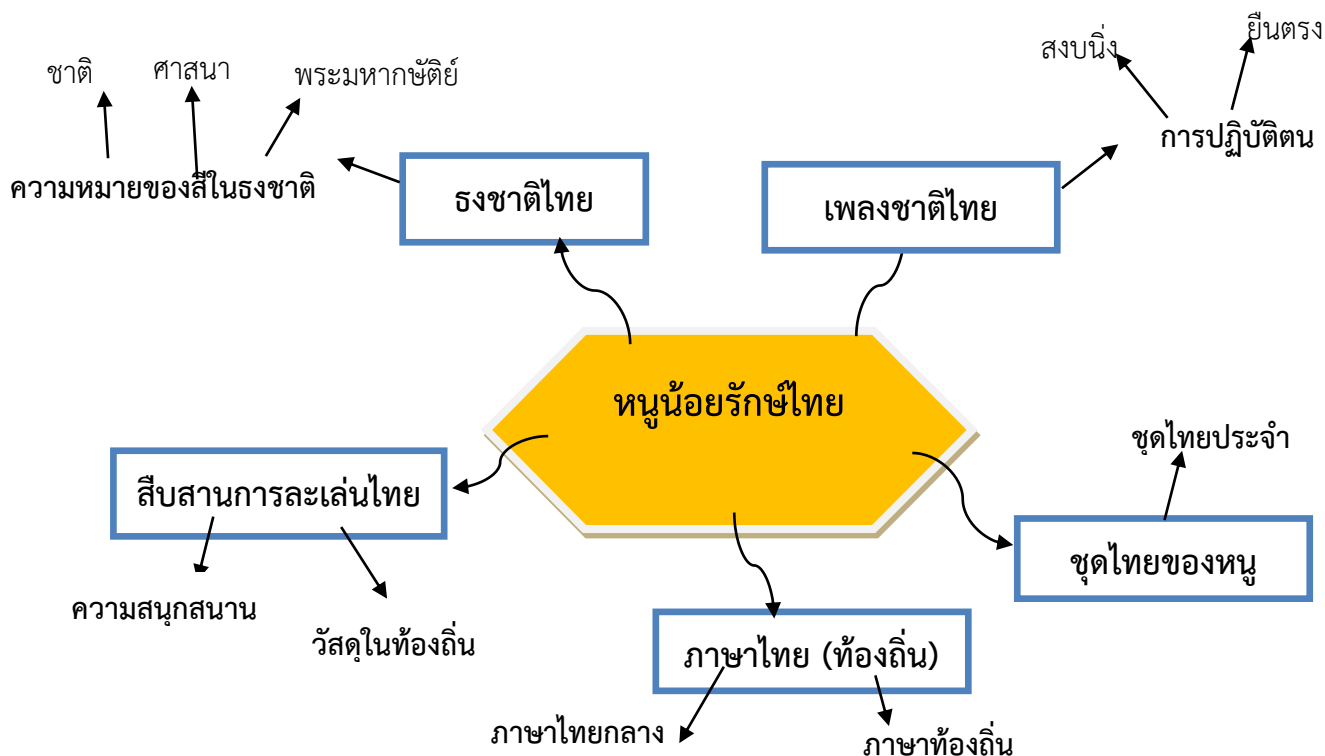 ยืนตรง
สงบนิ่ง
ชาติ
ศาสนา
พระมหากษัติย์
การปฏิบัติตน
ความหมายของสีในธงชาติ
ธงชาติไทย
เพลงชาติไทย
หนูน้อยรักษ์ไทย
ชุดไทยประจำ
สืบสานการละเล่นไทย
ชุดไทยของหนู
ความสนุกสนาน
วัสดุในท้องถิ่น
ภาษาไทย (ท้องถิ่น)
ภาษาไทยกลาง
ภาษาท้องถิ่น